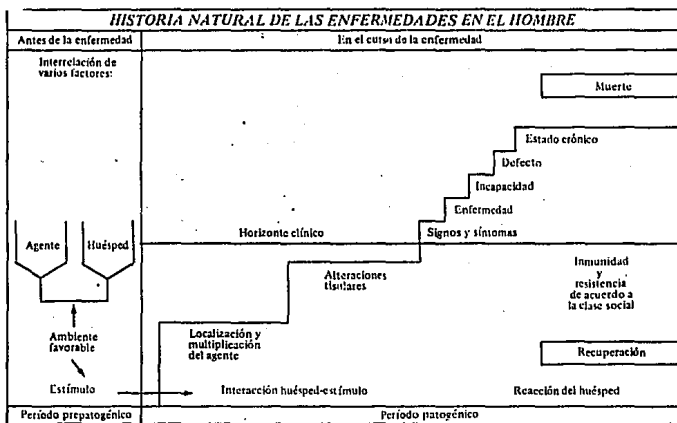 HISTORIA NATURAL DE LAS ENFERMEDADES EN EL HOMBRE
Antes de la enfermedad
En el curso de la enfermedad
Interrelación de
varios factores:
Muerte
Estado crónico
Defecto
Incapacidad
Enfermedad
Signos y síntomas
Horizonte clínico
Agente
Huésped
Alteraciones
tisulares
Inmunidad
y
resistencia
de acuerdo a
la clase social
Localización y
multiplicación
del agente
Ambiente
favorable
Recuperación
Estímulo
Interacción huésped-estímulo
Reacción del huésped
Período prepatogénico
Período patogénico